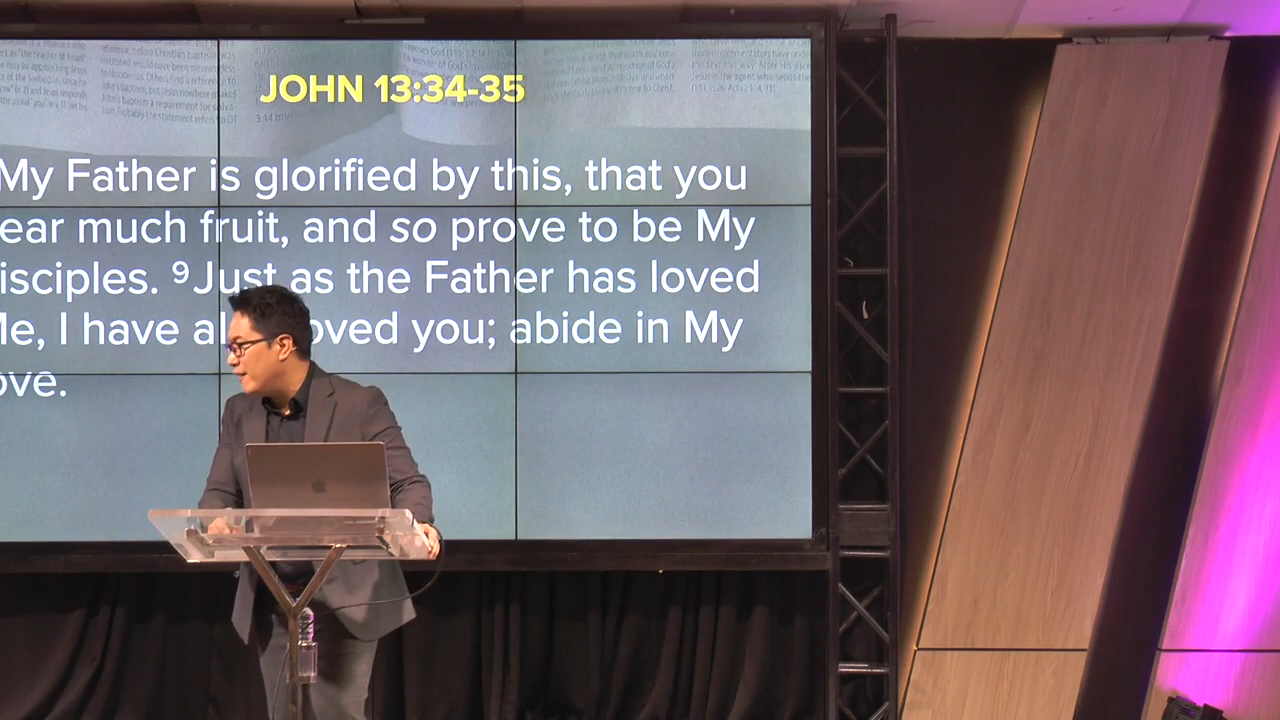 JOHN 13:34-35
My Father is glorified by this, that you
ear much fruit, and so prove to be My
isciples. 9 Just as the Father has loved
Me, I have al oved you; abide in My
ove.